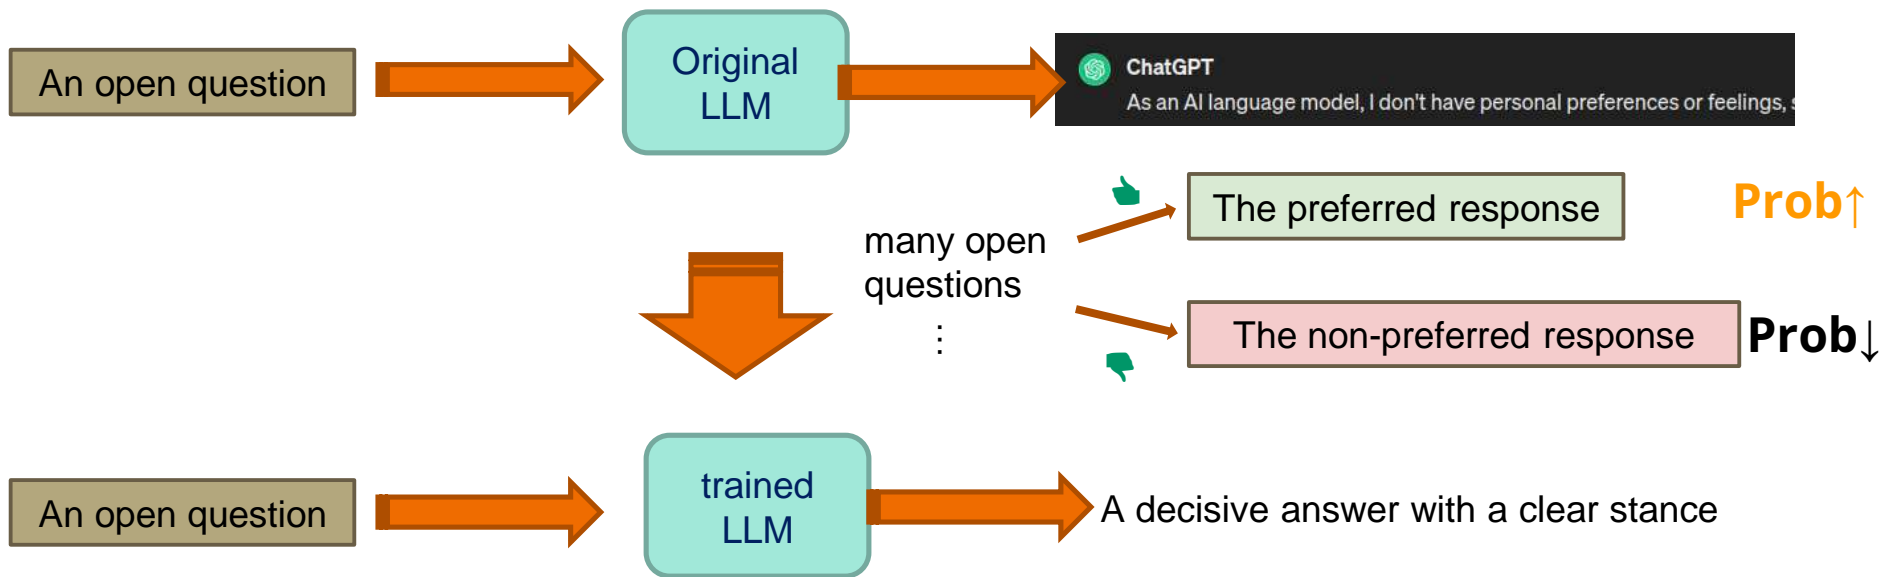 An open question
Original
LLM
ChatGPT
As an AI language model, I don't have personal preferences or feelings,
many open
questions
⋮
The preferred response
Prob↑
The non-preferred response
Prob↓
An open question
trained
LLM
A decisive answer with a clear stance